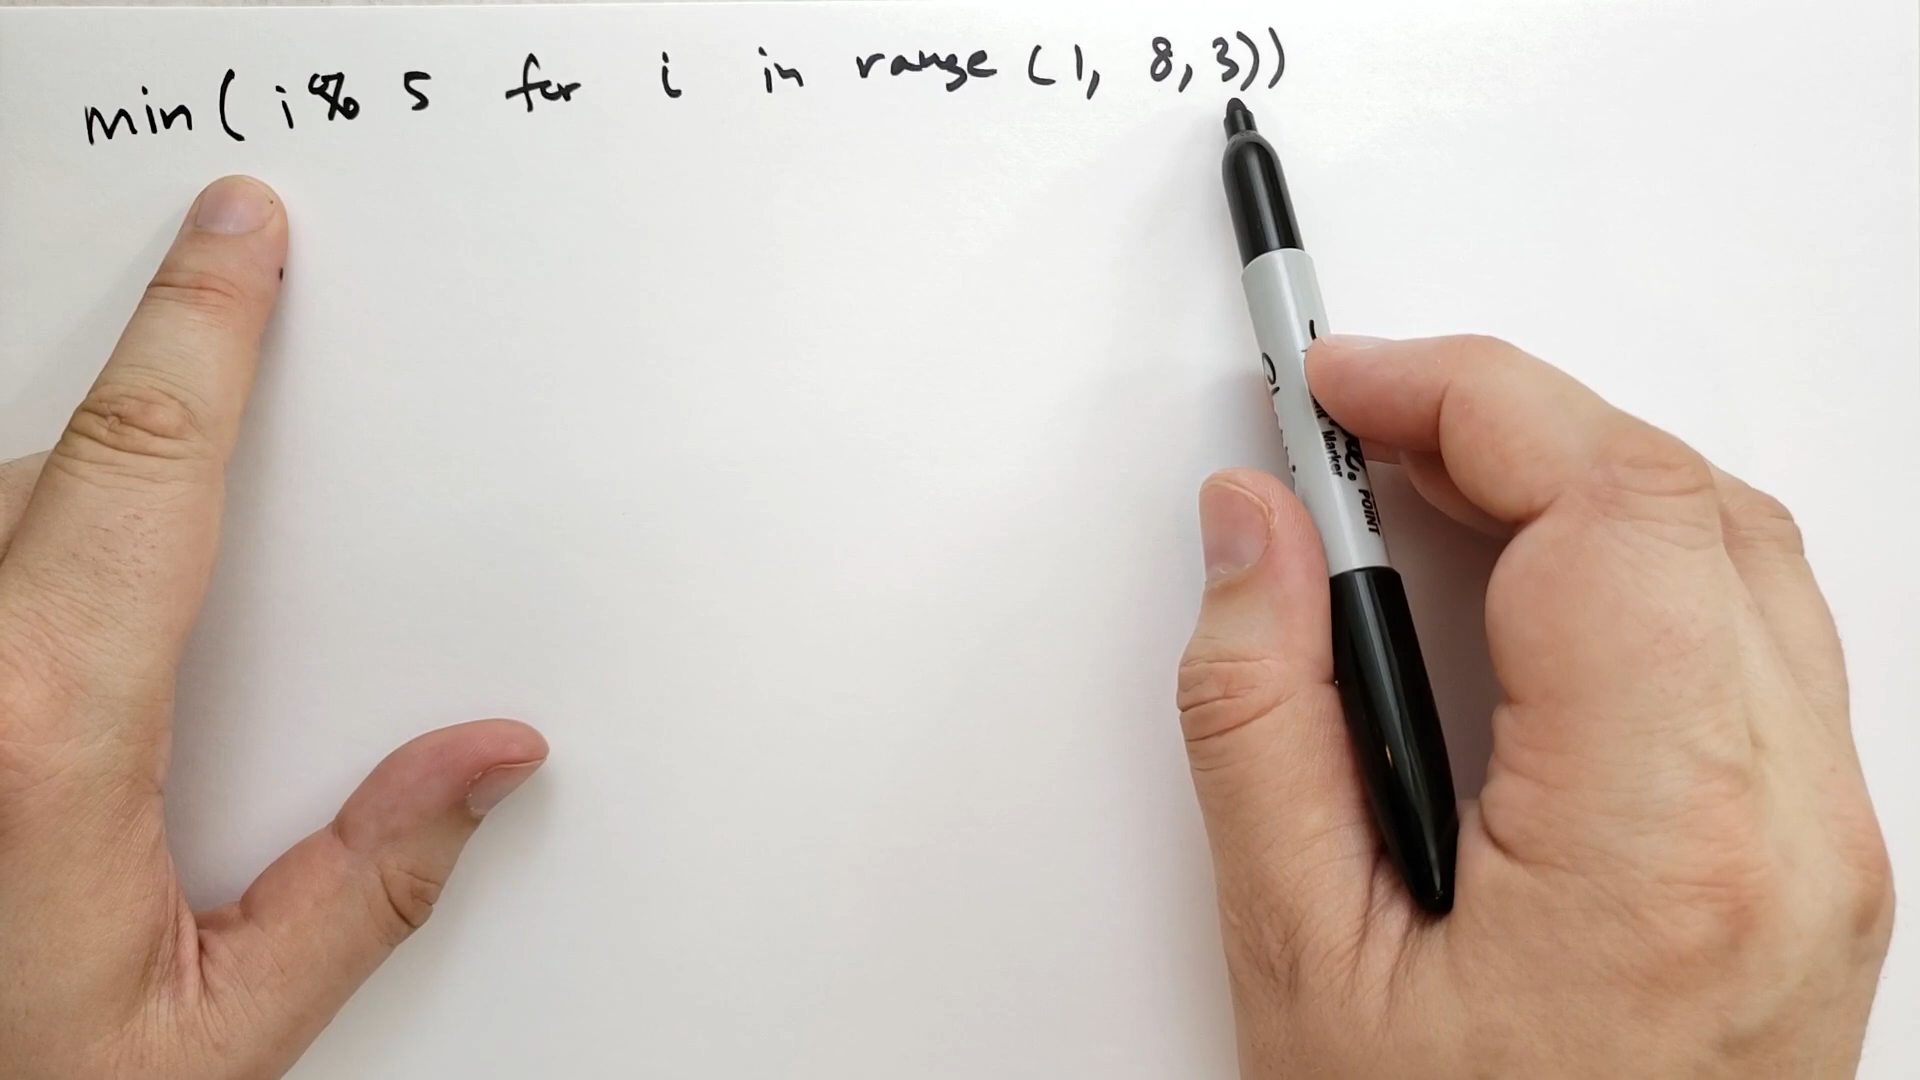 min(i% 5 for i in range (1, 8,3))
Marker
POINT